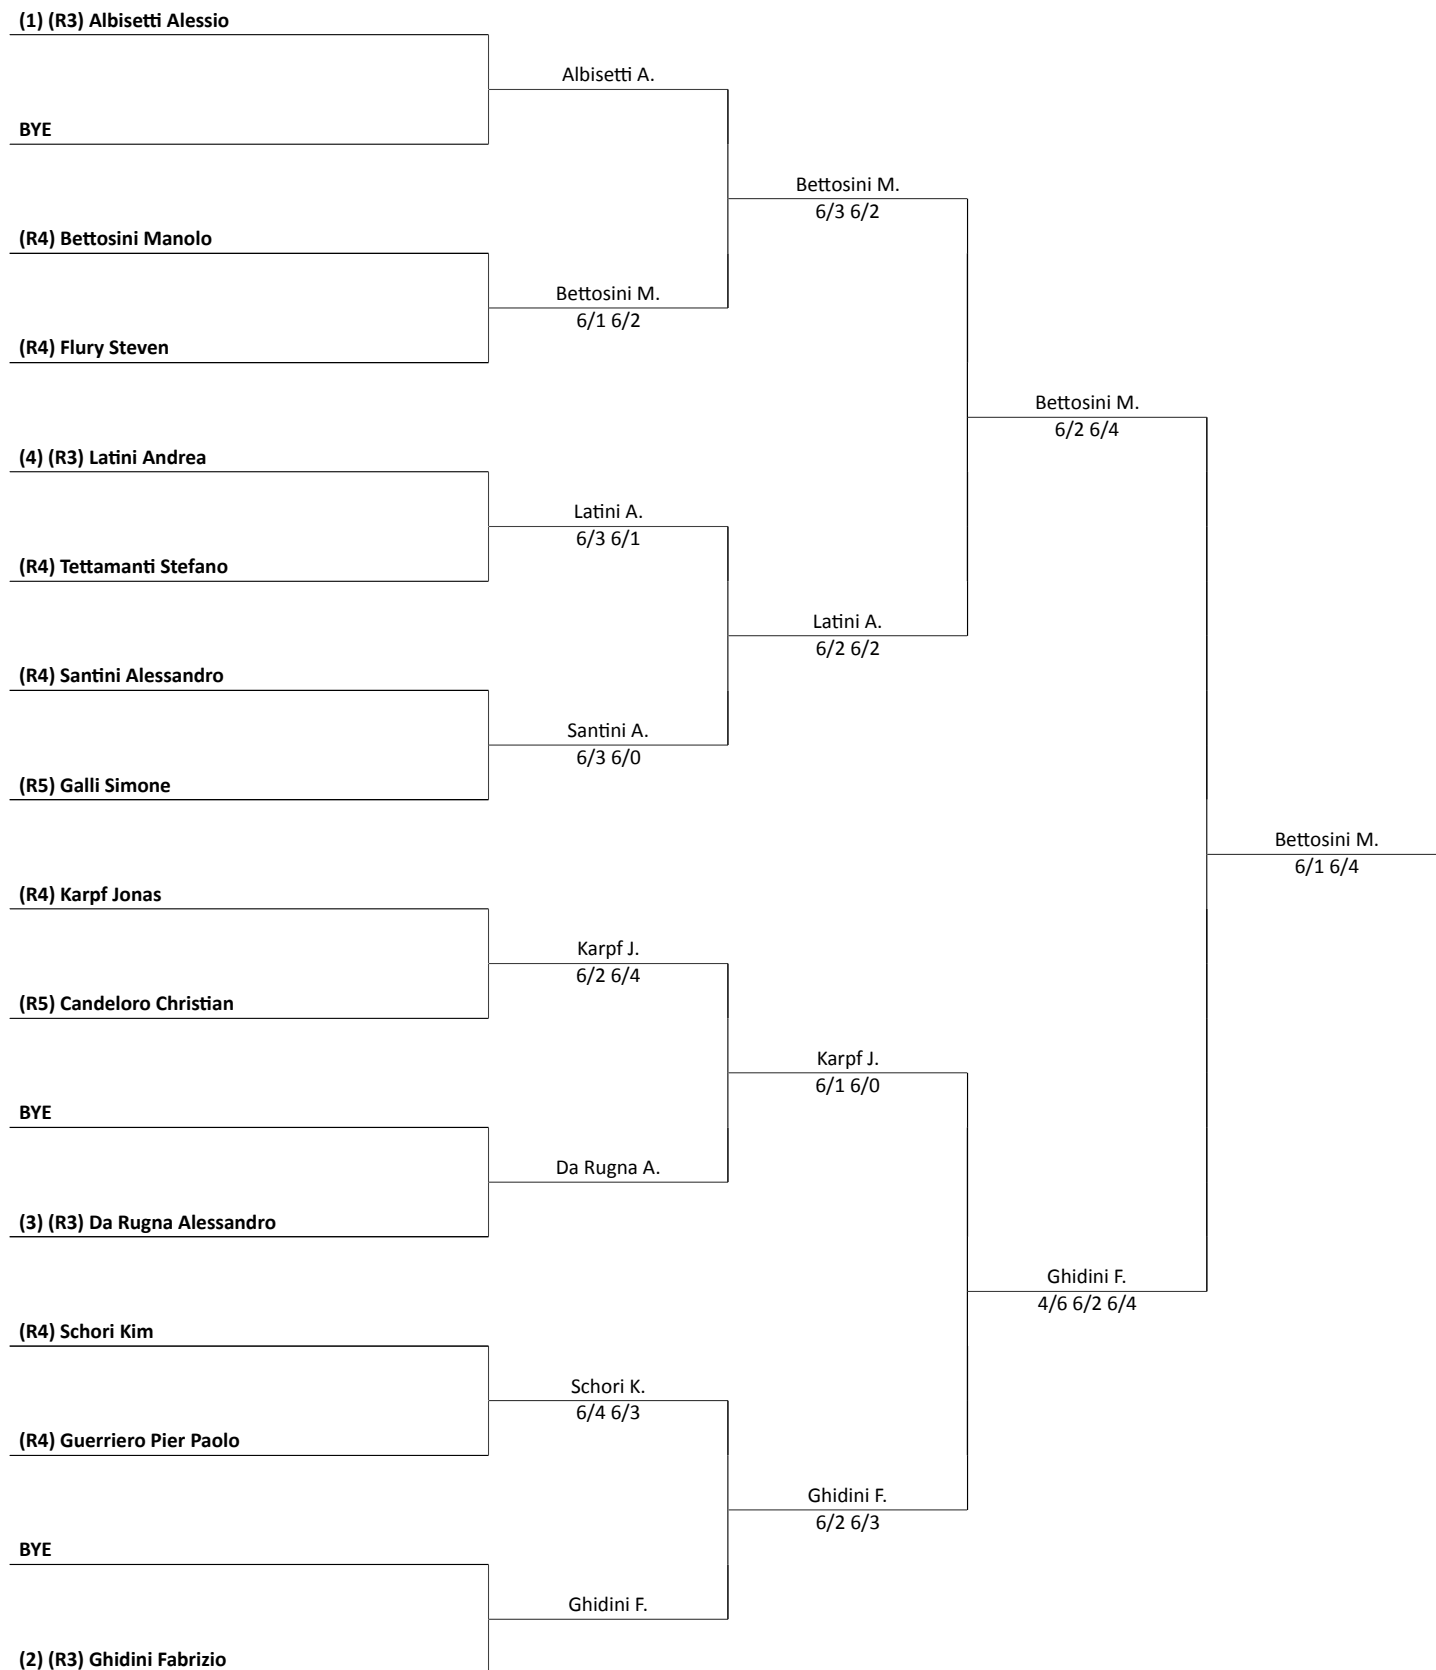 (1) (R3) Albisetti Alessio
Albisetti A.
BYE
Bettosini M.
6/3 6/2
(R4) Bettosini Manolo
Bettosini M.
6/1 6/2
(R4) Flury Steven
Bettosini M.
6/2 6/4
(4) (R3) Latini Andrea
Latini A.
6/3 6/1
(R4) Tettamanti Stefano
Latini A.
6/2 6/2
(R4) Santini Alessandro
Santini A.
6/3 6/0
(R5) Galli Simone
Bettosini M.
6/1 6/4
(R4) Karpf Jonas
Karpf J.
6/2 6/4
(R5) Candeloro Christian
Karpf J.
6/1 6/0
BYE
Da Rugna A.
(3) (R3) Da Rugna Alessandro
Ghidini F.
4/6 6/2 6/4
(R4) Schori Kim
Schori K.
6/4 6/3
(R4) Guerriero Pier Paolo
Ghidini F.
6/2 6/3
BYE
Ghidini F.
(2) (R3) Ghidini Fabrizio